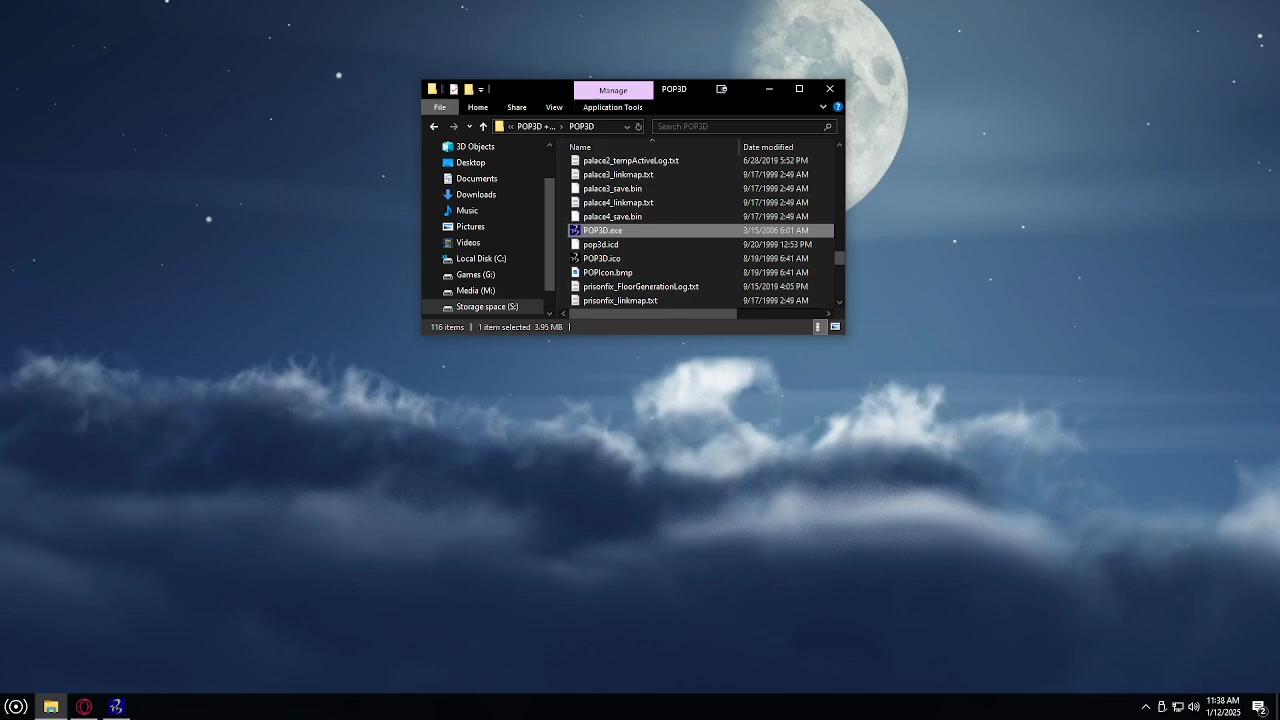 Manage
POP3D
File
Home
Share
View
Application Tools
« POP3D +... › POP3D
Search POP3D
3D Objects
Desktop
Documents
Downloads
Music
Pictures
Videos
Local Disk (C:)
Games (G:)
Media (M:)
Storage space (S:)
Name Date modified
palace2_tempActiveLog.txt 6/28/2019 5:52 PM
palace3_linkmap.txt 9/17/1999 2:49 AM
palace3_save.bin 9/17/1999 2:49 AM
palace4_linkmap.txt 9/17/1999 2:49 AM
palace4_save.bin 9/17/1999 2:49 AM
POP3D.exe 3/15/2006 6:01 AM
pop3d.icd 9/20/1999 12:53 PM
POP3D.ico 8/19/1999 6:41 AM
POPIcon.bmp 8/19/1999 6:41 AM
prisonfix_FloorGenerationLog.txt 9/15/2019 4:05 PM
prisonfix_linkmap.txt 9/17/1999 2:49 AM
116 items
1 item selected 3.95 MB
11:38 AM
1/12/2025
2